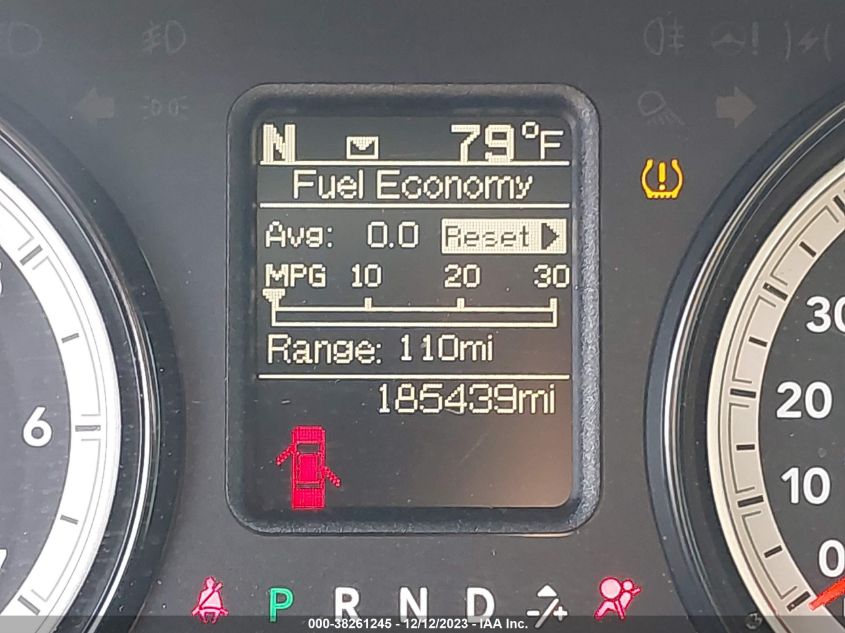 N 79°F
Fuel Economy
Avg: 0.0 Reset
MPG 10 20 30
Range: 110mi
185439mi
6
7
30
20
10
0
P R N D -/+
000-38261245 - 12/12/2023 - IAA Inc.